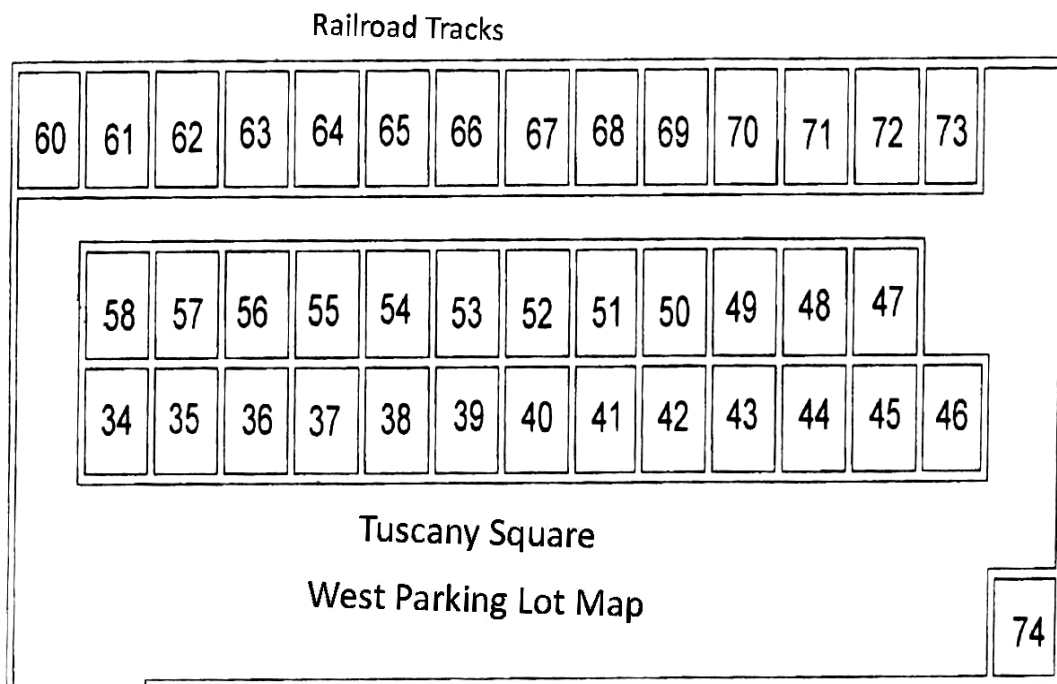 Railroad Tracks
60 61 62 63 64 65 66 67 68 69 70 71 72 73
58 57 56 55 54 53 52 51 50 49 48 47
34 35 36 37 38 39 40 41 42 43 44 45 46
Tuscany Square
West Parking Lot Map
74